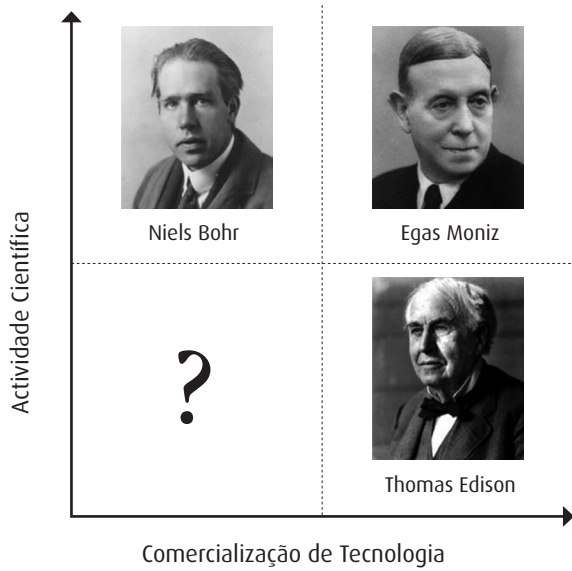 Niels Bohr
Egas Moniz
Actividade Científica
?
Thomas Edison
Comercialização de Tecnologia